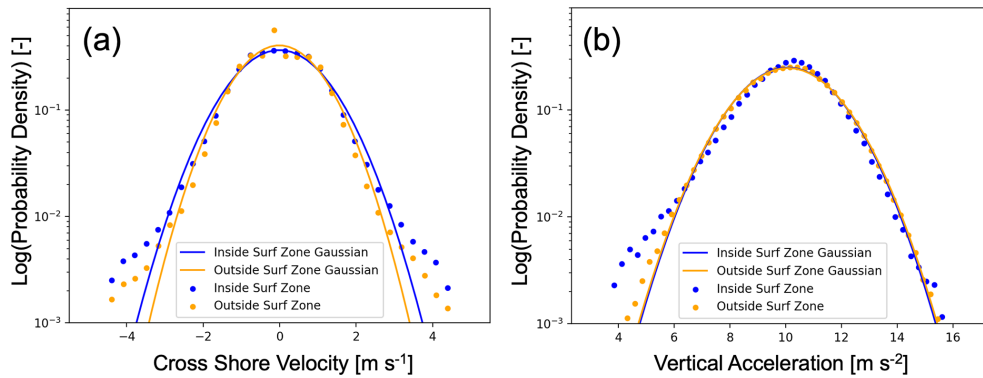 (a)
Log(Probability Density) [-]
10⁻¹
10⁻²
10⁻³
Inside Surf Zone Gaussian
Outside Surf Zone Gaussian
Inside Surf Zone
Outside Surf Zone
−4 −2 0 2 4
Cross Shore Velocity [m s⁻¹]
(b)
Log(Probability Density) [-]
10⁻¹
10⁻²
10⁻³
Inside Surf Zone Gaussian
Outside Surf Zone Gaussian
Inside Surf Zone
Outside Surf Zone
4 6 8 10 12 14 16
Vertical Acceleration [m s⁻²]